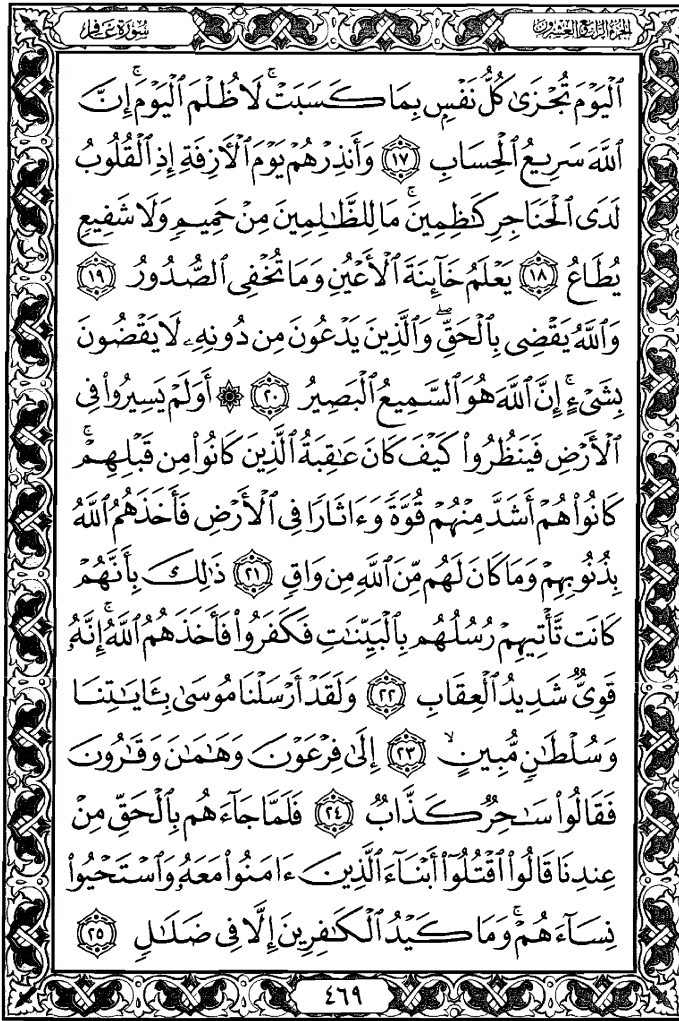 الجزء الرابع والعشرون
سورة غافر
ٱلْيَوْمَ تُجْزَىٰ كُلُّ نَفْسٍۭ بِمَا كَسَبَتْ ۚ لَا ظُلْمَ ٱلْيَوْمَ ۚ إِنَّ
ٱللَّهَ سَرِيعُ ٱلْحِسَابِ ١٧ وَأَنذِرْهُمْ يَوْمَ ٱلْأَزِفَةِ إِذِ ٱلْقُلُوبُ
لَدَى ٱلْحَنَاجِرِ كَٰظِمِينَ ۚ مَا لِلظَّٰلِمِينَ مِنْ حَمِيمٍ وَلَا شَفِيعٍ
يُطَاعُ ١٨ يَعْلَمُ خَآئِنَةَ ٱلْأَعْيُنِ وَمَا تُخْفِى ٱلصُّدُورُ ١٩
وَٱللَّهُ يَقْضِى بِٱلْحَقِّ ۖ وَٱلَّذِينَ يَدْعُونَ مِن دُونِهِۦ لَا يَقْضُونَ
بِشَىْءٍ ۗ إِنَّ ٱللَّهَ هُوَ ٱلسَّمِيعُ ٱلْبَصِيرُ ٢٠ ۞ أَوَلَمْ يَسِيرُوا۟ فِى
ٱلْأَرْضِ فَيَنظُرُوا۟ كَيْفَ كَانَ عَٰقِبَةُ ٱلَّذِينَ كَانُوا۟ مِن قَبْلِهِمْ ۚ
كَانُوا۟ هُمْ أَشَدَّ مِنْهُمْ قُوَّةً وَءَاثَارًا فِى ٱلْأَرْضِ فَأَخَذَهُمُ ٱللَّهُ
بِذُنُوبِهِمْ وَمَا كَانَ لَهُم مِّنَ ٱللَّهِ مِن وَاقٍ ٢١ ذَٰلِكَ بِأَنَّهُمْ
كَانَت تَّأْتِيهِمْ رُسُلُهُم بِٱلْبَيِّنَٰتِ فَكَفَرُوا۟ فَأَخَذَهُمُ ٱللَّهُ ۚ إِنَّهُۥ
قَوِىٌّ شَدِيدُ ٱلْعِقَابِ ٢٢ وَلَقَدْ أَرْسَلْنَا مُوسَىٰ بِـَٔايَٰتِنَا
وَسُلْطَٰنٍ مُّبِينٍ ٢٣ إِلَىٰ فِرْعَوْنَ وَهَٰمَٰنَ وَقَٰرُونَ
فَقَالُوا۟ سَٰحِرٌ كَذَّابٌ ٢٤ فَلَمَّا جَآءَهُم بِٱلْحَقِّ مِنْ
عِندِنَا قَالُوا۟ ٱقْتُلُوٓا۟ أَبْنَآءَ ٱلَّذِينَ ءَامَنُوا۟ مَعَهُۥ وَٱسْتَحْيُوا۟
نِسَآءَهُمْ ۚ وَمَا كَيْدُ ٱلْكَٰفِرِينَ إِلَّا فِى ضَلَٰلٍ ٢٥
٤٦٩